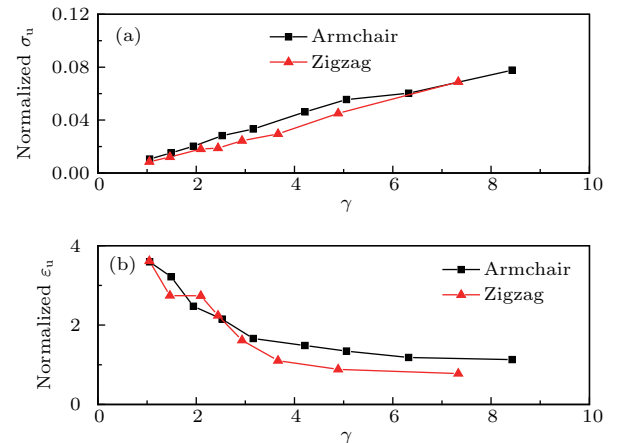 (a)
Armchair
Zigzag
Normalized σu
0.12
0.08
0.04
0.00
0 2 4 6 8 10
γ
(b)
Armchair
Zigzag
Normalized εu
4
2
0
0 2 4 6 8 10
γ